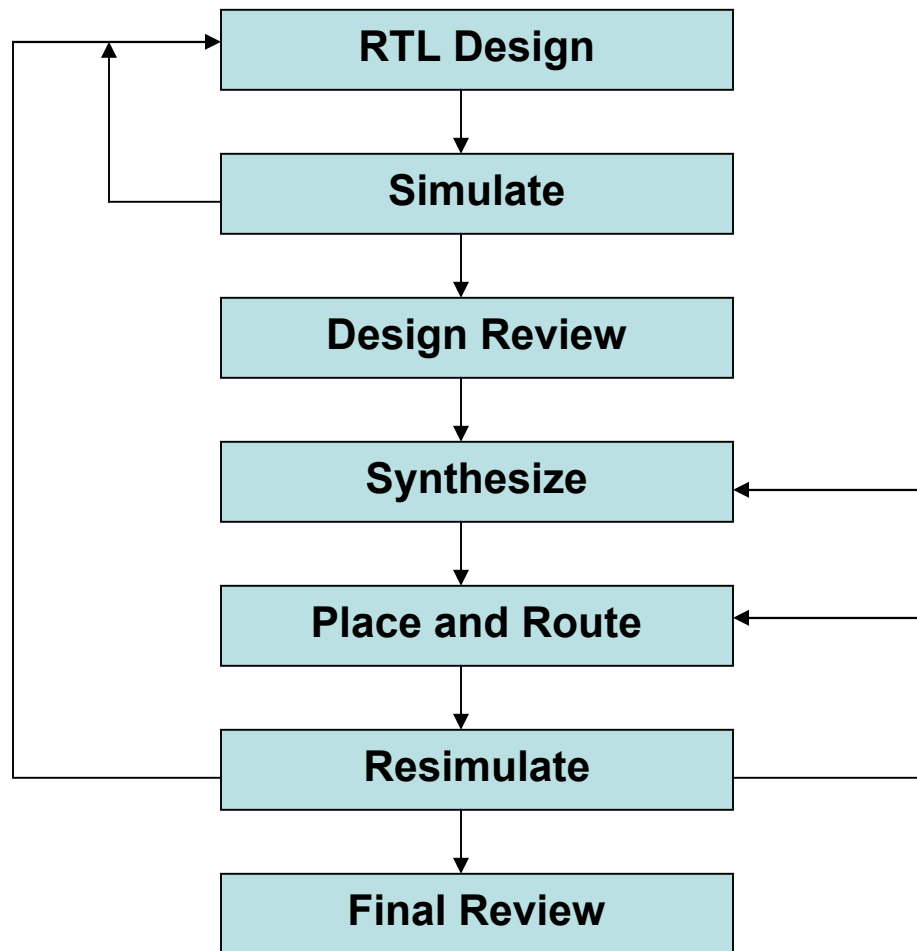 RTL Design
Simulate
Design Review
Synthesize
Place and Route
Resimulate
Final Review